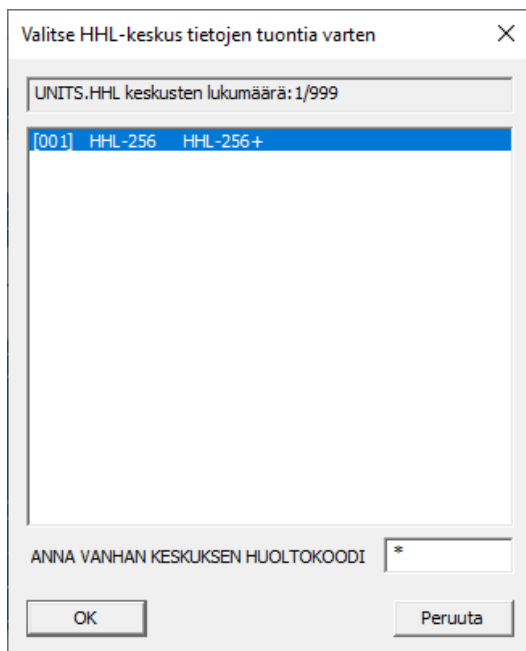 Valitse HHL-keskus tietojen tuontia varten
UNITS.HHL keskusten lukumäärä:1/999
[001] HHL-256 HHL-256+
ANNA VANHAN KESKUKSEN HUOLTOKOODI *
OK Peruuta